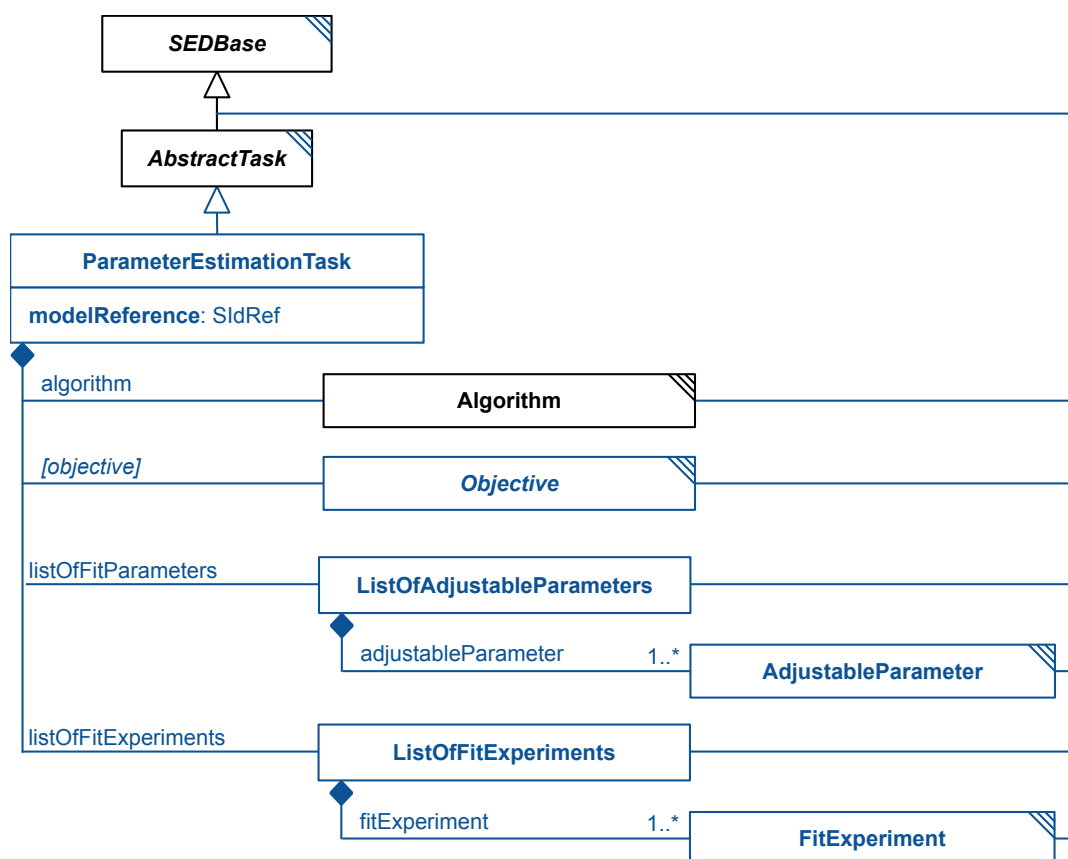 SEDBase
AbstractTask
ParameterEstimationTask
modelReference: SIdRef
algorithm
Algorithm
[objective]
Objective
listOfFitParameters
ListOfAdjustableParameters
adjustableParameter 1..*
AdjustableParameter
listOfFitExperiments
ListOfFitExperiments
fitExperiment 1..*
FitExperiment